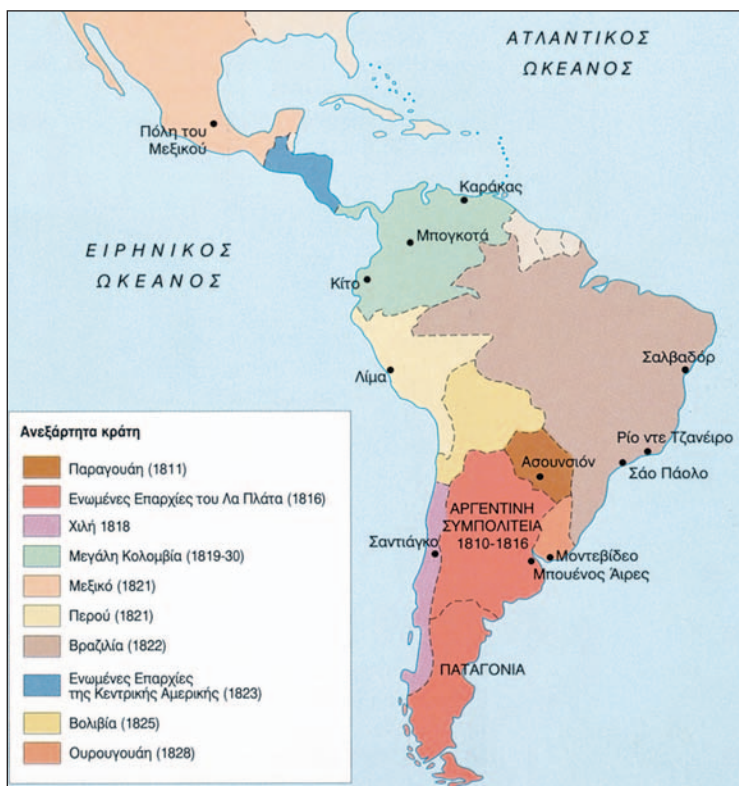 ΑΤΛΑΝΤΙΚΟΣ
ΩΚΕΑΝΟΣ
Πόλη του
Μεξικού
Καράκας
Μπογκοτά
ΕΙΡΗΝΙΚΟΣ
ΩΚΕΑΝΟΣ
Κίτο
Λίμα
Σαλβαδόρ
Ρίο ντε Τζανέιρο
Σάο Πάολο
Ασουνσιόν
ΑΡΓΕΝΤΙΝΗ
ΣΥΜΠΟΛΙΤΕΙΑ
1810-1816
Σαντιάγκο
Μοντεβίδεο
Μπουένος Άιρες
ΠΑΤΑΓΟΝΙΑ
Ανεξάρτητα κράτη
Παραγουάη (1811)
Ενωμένες Επαρχίες του Λα Πλάτα (1816)
Χιλή 1818
Μεγάλη Κολομβία (1819-30)
Μεξικό (1821)
Περού (1821)
Βραζιλία (1822)
Ενωμένες Επαρχίες
της Κεντρικής Αμερικής (1823)
Βολιβία (1825)
Ουρουγουάη (1828)